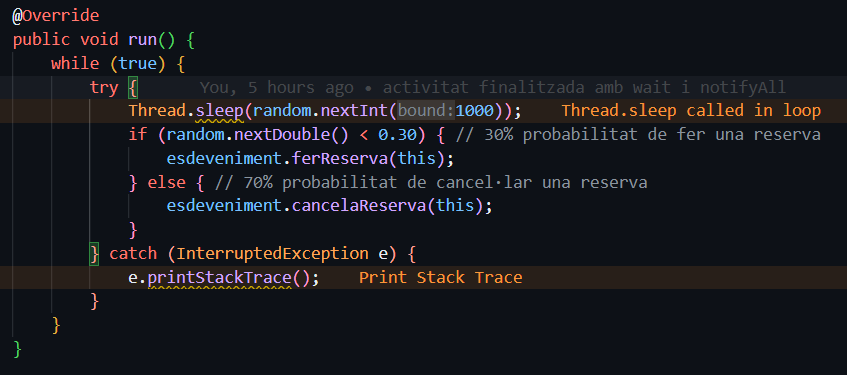 @Override
public void run() {
    while (true) {
        try {      You, 5 hours ago • activitat finalitzada amb wait i notifyAll
            Thread.sleep(random.nextInt(bound:1000));    Thread.sleep called in loop
            if (random.nextDouble() < 0.30) { // 30% probabilitat de fer una reserva
                esdeveniment.ferReserva(this);
            } else { // 70% probabilitat de cancel·lar una reserva
                esdeveniment.cancelaReserva(this);
            }
        } catch (InterruptedException e) {
            e.printStackTrace();    Print Stack Trace
        }
    }
}